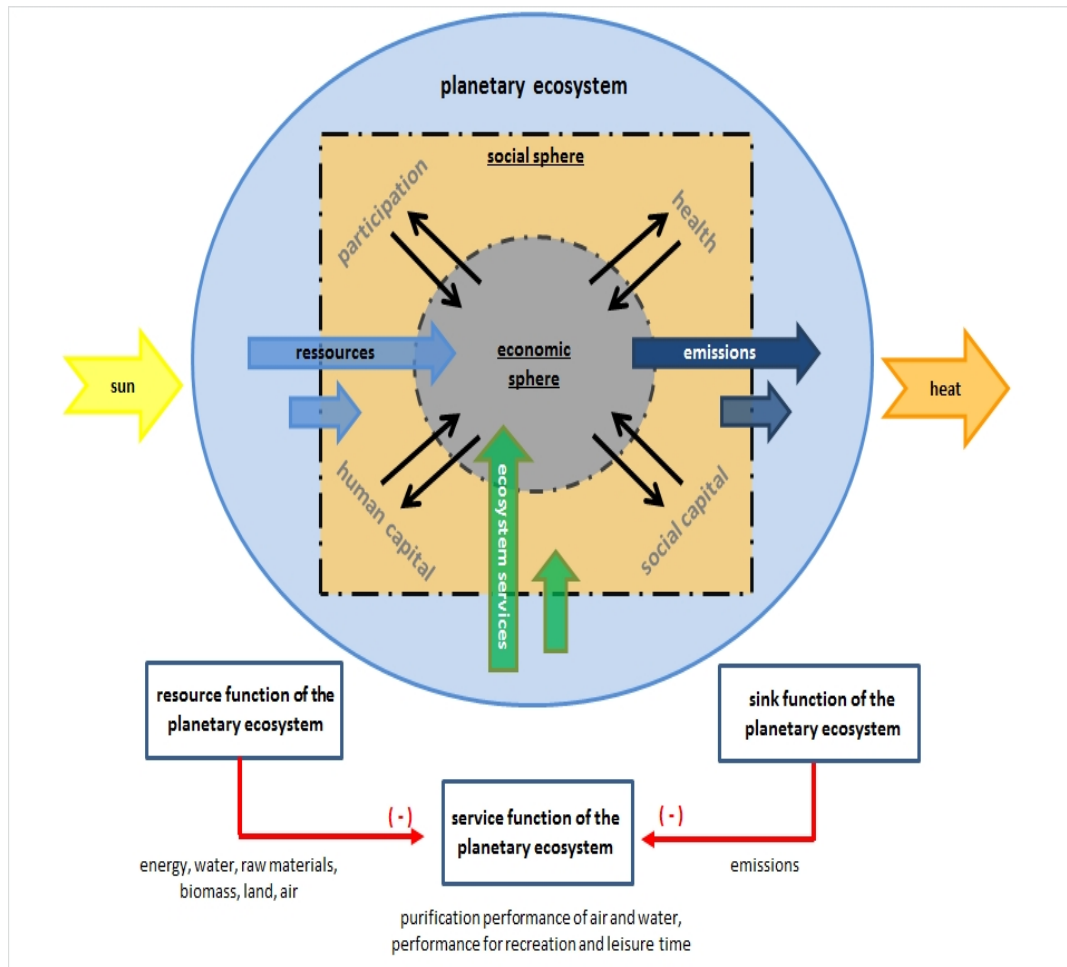 planetary ecosystem
social sphere
participation
health
ressources
economic
sphere
emissions
sun
heat
human capital
ecosystem services
social capital
resource function of the
planetary ecosystem
sink function of the
planetary ecosystem
( - )
service function of the
planetary ecosystem
( - )
energy, water, raw materials,
biomass, land, air
emissions
purification performance of air and water,
performance for recreation and leisure time